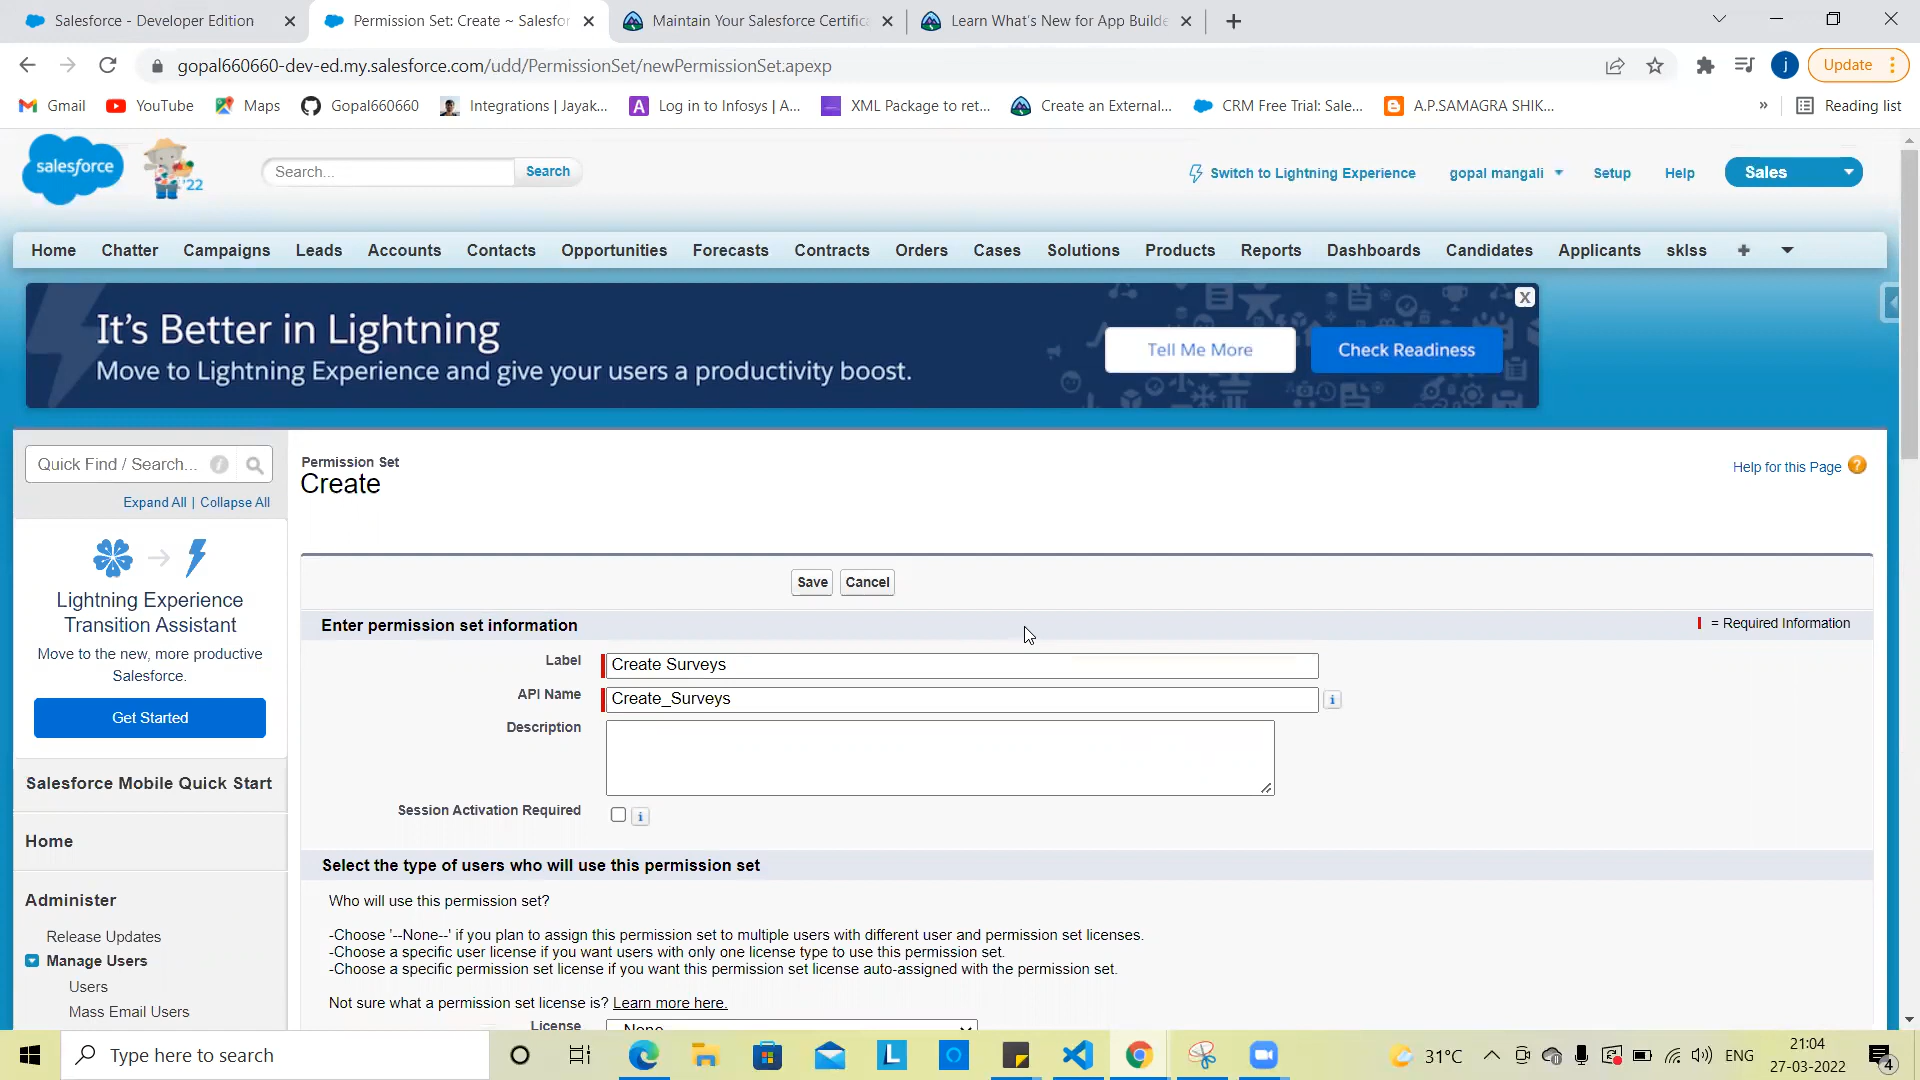 Salesforce - Developer Edition
Permission Set: Create ~ Salesfor
Maintain Your Salesforce Certifica
Learn What's New for App Builde
gopal660660-dev-ed.my.salesforce.com/udd/PermissionSet/newPermissionSet.apexp
j
Update
Gmail
YouTube
Maps
Gopal660660
Integrations | Jayak...
A
Log in to Infosys | A...
XML Package to ret...
Create an External...
CRM Free Trial: Sale...
A.P.SAMAGRA SHIK...
»
Reading list
salesforce
'22
Search...
Search
Switch to Lightning Experience
gopal mangali
Setup
Help
Sales
Home
Chatter
Campaigns
Leads
Accounts
Contacts
Opportunities
Forecasts
Contracts
Orders
Cases
Solutions
Products
Reports
Dashboards
Candidates
Applicants
sklss
It's Better in Lightning
Move to Lightning Experience and give your users a productivity boost.
Tell Me More
Check Readiness
X
Quick Find / Search...
Expand All | Collapse All
Lightning Experience
Transition Assistant
Move to the new, more productive
Salesforce.
Get Started
Salesforce Mobile Quick Start
Home
Administer
Release Updates
Manage Users
Users
Mass Email Users
Permission Set
Create
Help for this Page
Save
Cancel
Enter permission set information
= Required Information
Label
Create Surveys
API Name
Create_Surveys
Description
Session Activation Required
Select the type of users who will use this permission set
Who will use this permission set?
-Choose '--None--' if you plan to assign this permission set to multiple users with different user and permission set licenses.
-Choose a specific user license if you want users with only one license type to use this permission set.
-Choose a specific permission set license if you want this permission set license auto-assigned with the permission set.
Not sure what a permission set license is? Learn more here.
License
Type here to search
L
31°C
ENG
21:04
27-03-2022
4